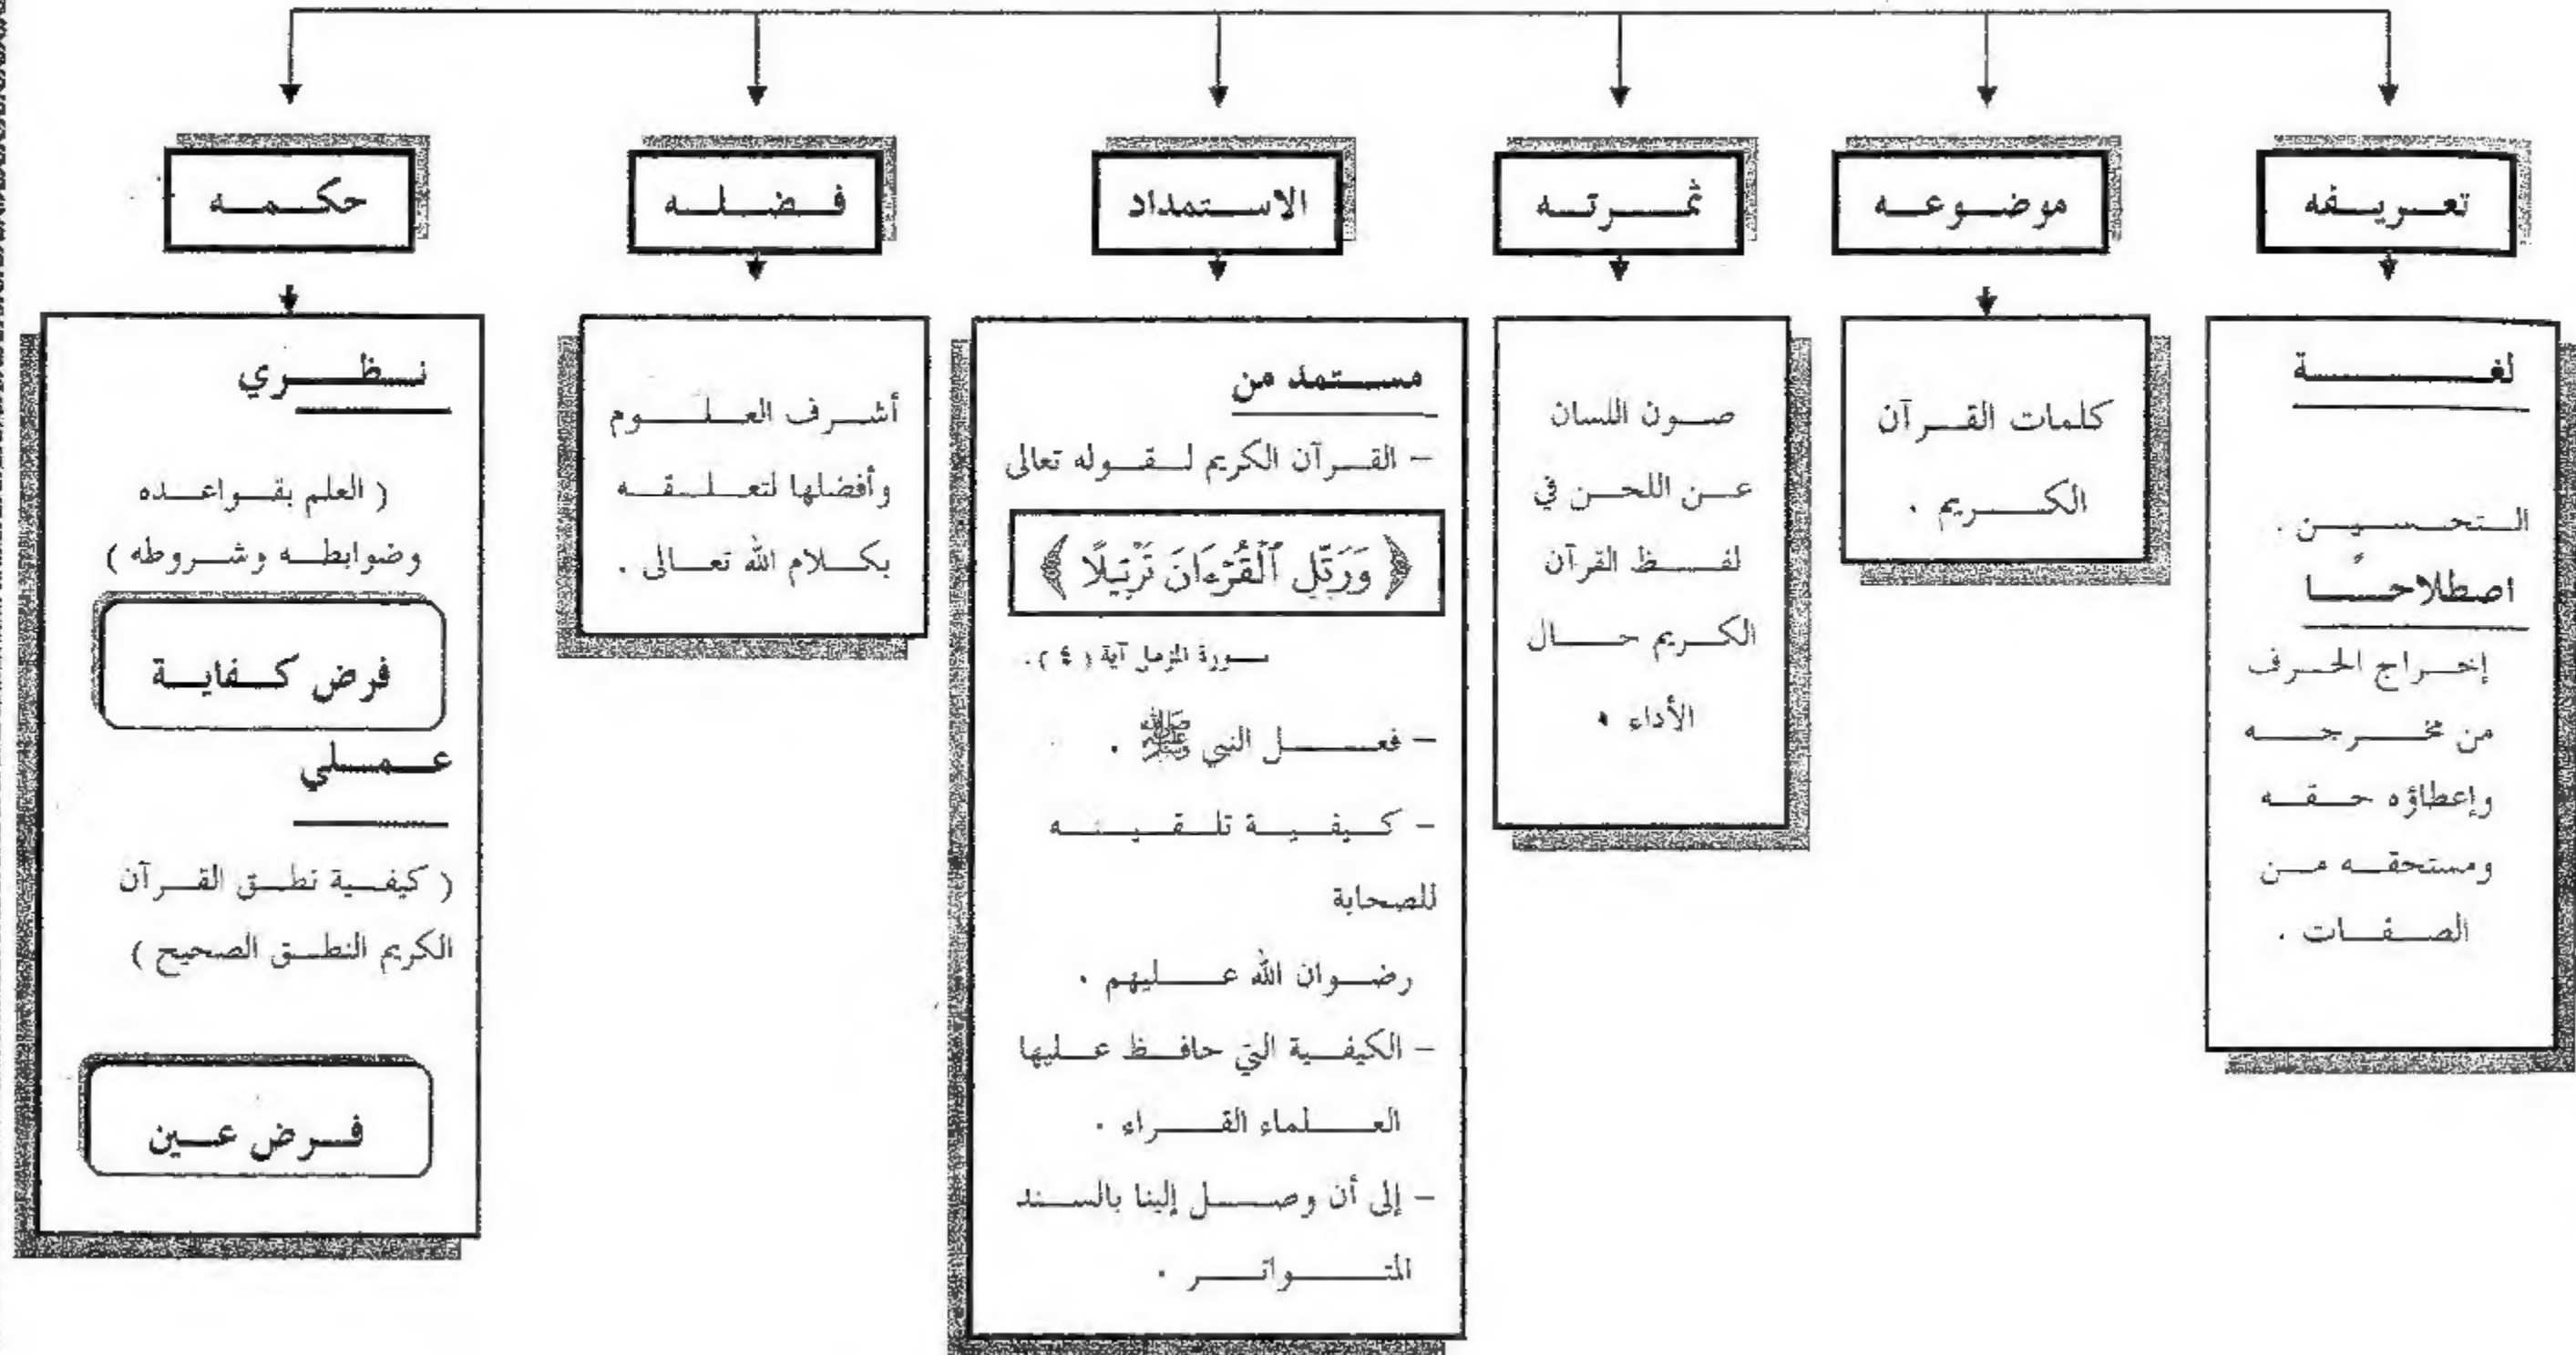 تعريفه
لغة
التحسين .
اصطلاحًا
إخراج الحرف
من مخرجه
وإعطاؤه حقه
ومستحقه من
الصفات .
موضوعه
كلمات القرآن
الكريم .
ثمرته
صون اللسان
عن اللحن في
لفظ القرآن
الكريم حال
الأداء .
الاستمداد
مستمد من
– القرآن الكريم لقوله تعالى
﴿ وَرَتِّلِ ٱلْقُرْءَانَ تَرْتِيلًا ﴾
سورة المزمل آية ( ٤ ) .
– فعل النبي ﷺ .
– كيفية تلقينه
للصحابة
رضوان الله عليهم .
– الكيفية التي حافظ عليها
العلماء القراء .
– إلى أن وصل إلينا بالسند
المتواتر .
فضله
أشرف العلوم
وأفضلها لتعلقه
بكلام الله تعالى .
حكمه
نظري
( العلم بقواعده
وضوابطه وشروطه )
فرض كفاية
عملي
( كيفية نطق القرآن
الكريم النطق الصحيح )
فرض عين